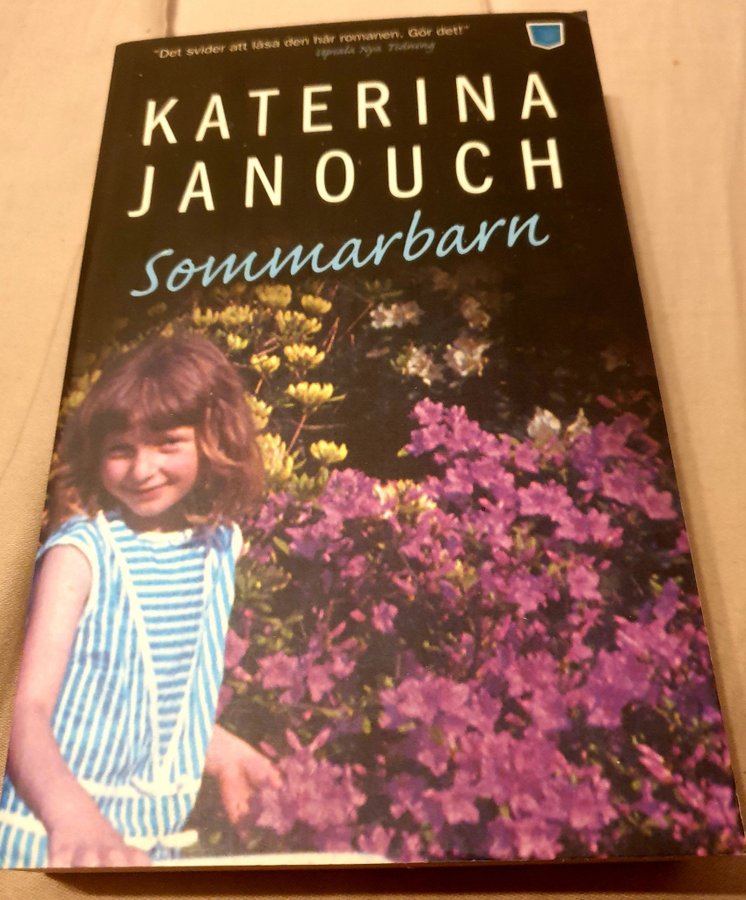 "Det svider att läsa den här romanen. Gör det!"
Upsala Nya Tidning
KATERINA
JANOUCH
Sommarbarn